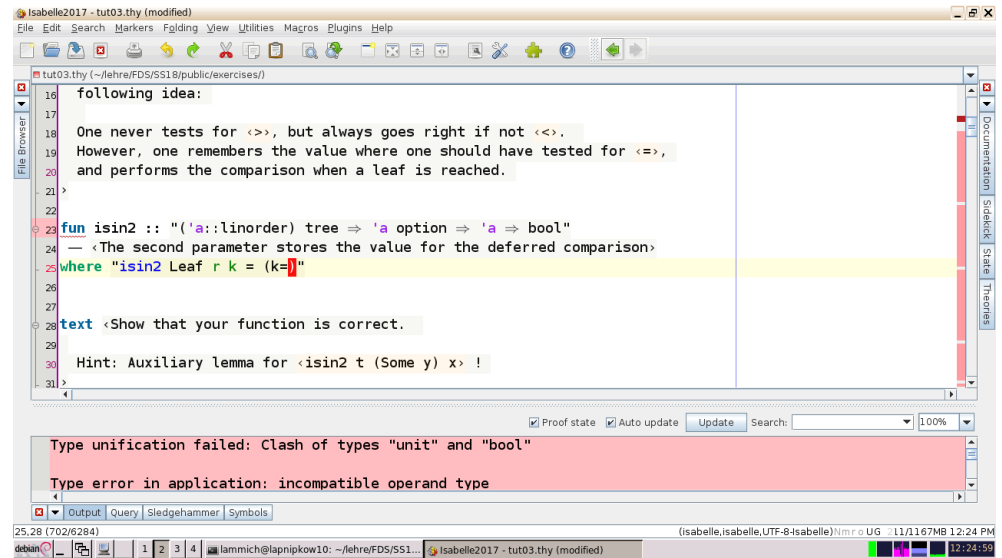 Isabelle2017 - tut03.thy (modified)
File Edit Search Markers Folding View Utilities Macros Plugins Help
tut03.thy (~/lehre/FDS/SS18/public/exercises/)
File Browser
16 following idea:
17
18 One never tests for ‹>›, but always goes right if not ‹<›.
19 However, one remembers the value where one should have tested for ‹=›,
20 and performs the comparison when a leaf is reached.
21 ›
22
23 fun isin2 :: "('a::linorder) tree ⇒ 'a option ⇒ 'a ⇒ bool"
24 — ‹The second parameter stores the value for the deferred comparison›
25 where "isin2 Leaf r k = (k=)"
26
27
28 text ‹Show that your function is correct.
29
30 Hint: Auxiliary lemma for ‹isin2 t (Some y) x› !
31 ›
Documentation
Sidekick
State
Theories
Proof state Auto update Update Search: 100%
Type unification failed: Clash of types "unit" and "bool"
Type error in application: incompatible operand type
Output Query Sledgehammer Symbols
25,28 (702/6284) (isabelle,isabelle,UTF-8-Isabelle) N m r o UG 12:24 PM
debian 1 2 3 4 lammich@lapnipkow10: ~/lehre/FDS/SS1... Isabelle2017 - tut03.thy (modified) 12:24:59